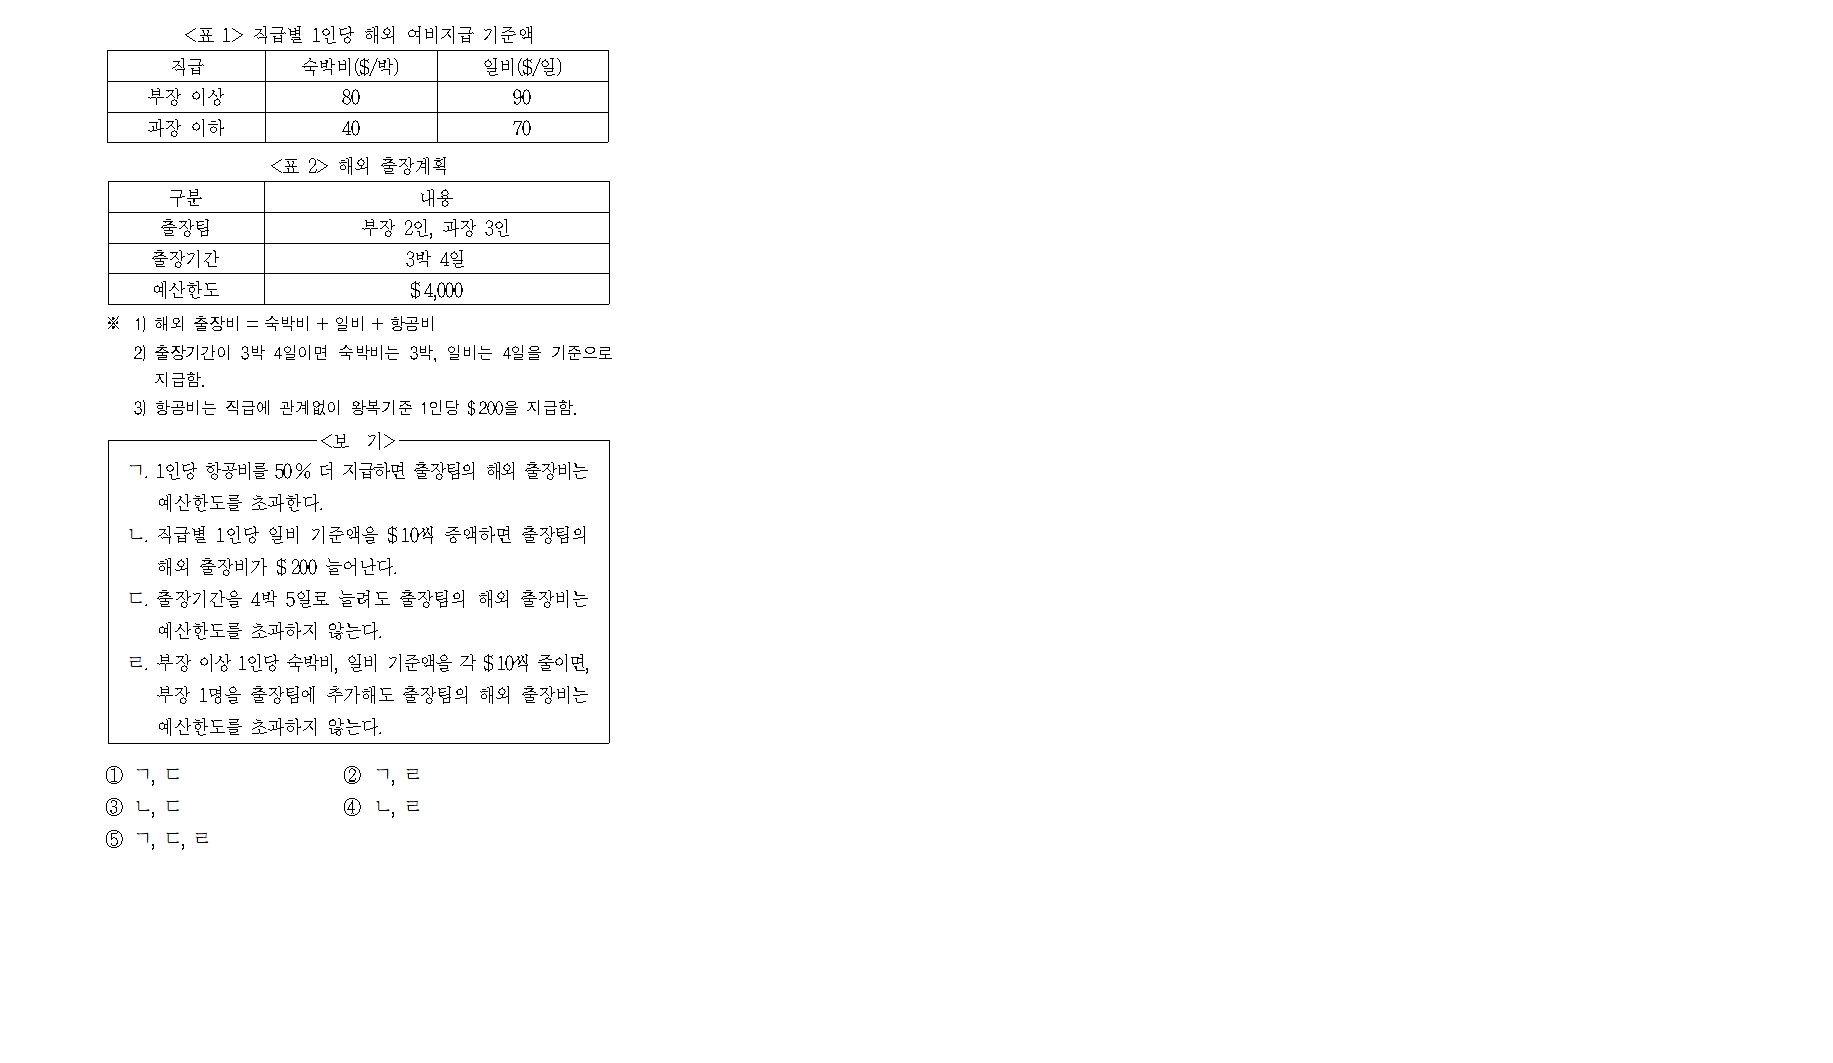 <표 1> 직급별 1인당 해외 여비지급 기준액
직급 숙박비($/박) 일비($/일)
부장 이상 80 90
과장 이하 40 70
<표 2> 해외 출장계획
구분 내용
출장팀 부장 2인, 과장 3인
출장기간 3박 4일
예산한도 $4,000
※ 1) 해외 출장비 = 숙박비 + 일비 + 항공비
2) 출장기간이 3박 4일이면 숙박비는 3박, 일비는 4일을 기준으로
지급함.
3) 항공비는 직급에 관계없이 왕복기준 1인당 $200을 지급함.
<보 기>
ㄱ. 1인당 항공비를 50% 더 지급하면 출장팀의 해외 출장비는
예산한도를 초과한다.
ㄴ. 직급별 1인당 일비 기준액을 $10씩 증액하면 출장팀의
해외 출장비가 $200 늘어난다.
ㄷ. 출장기간을 4박 5일로 늘려도 출장팀의 해외 출장비는
예산한도를 초과하지 않는다.
ㄹ. 부장 이상 1인당 숙박비, 일비 기준액을 각 $10씩 줄이면,
부장 1명을 출장팀에 추가해도 출장팀의 해외 출장비는
예산한도를 초과하지 않는다.
① ㄱ, ㄷ ② ㄱ, ㄹ
③ ㄴ, ㄷ ④ ㄴ, ㄹ
⑤ ㄱ, ㄷ, ㄹ